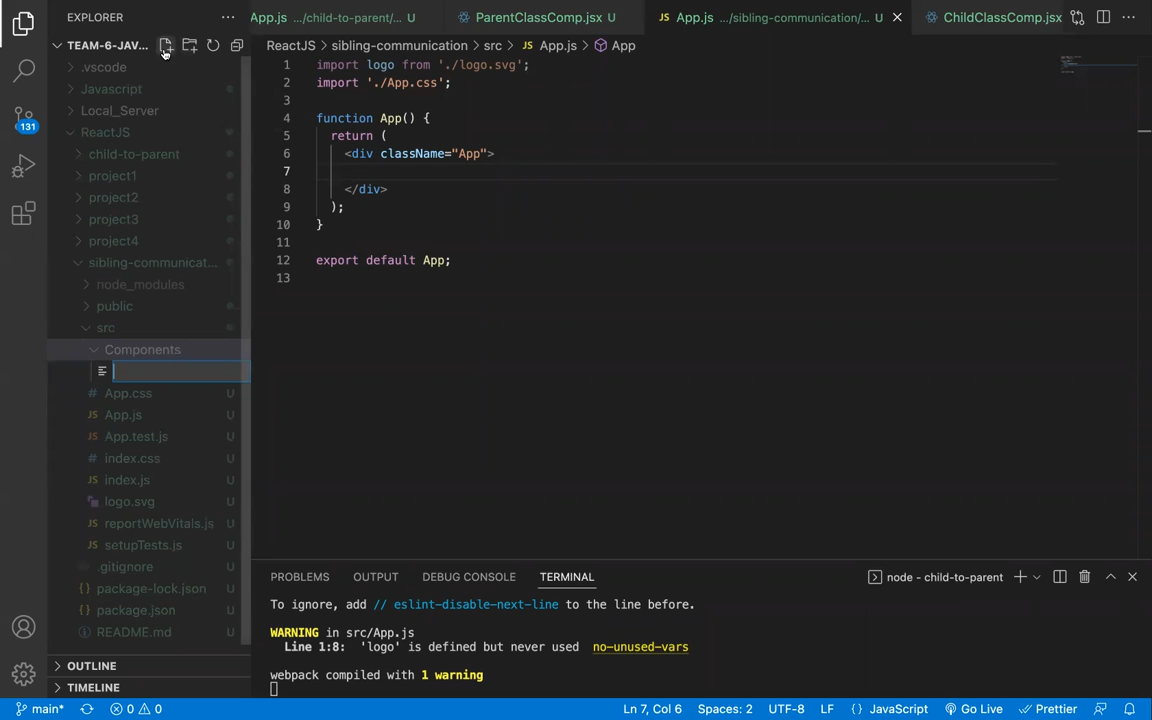 EXPLORER
TEAM-6-JAV...
.vscode
Javascript
Local_Server
ReactJS
child-to-parent
project1
project2
project3
project4
sibling-communicat...
node_modules
public
src
Components
# App.css U
JS App.js U
JS App.test.js U
# index.css U
JS index.js U
logo.svg U
JS reportWebVitals.js U
JS setupTests.js U
.gitignore U
{} package-lock.json U
{} package.json U
README.md U
OUTLINE
TIMELINE
131
App.js .../child-to-parent/... U
ParentClassComp.jsx U
JS App.js .../sibling-communication/... U
ChildClassComp.jsx
ReactJS > sibling-communication > src > JS App.js > App
1 import logo from './logo.svg';
2 import './App.css';
3
4 function App() {
5 return (
6 <div className="App">
7
8 </div>
9 );
10 }
11
12 export default App;
13
PROBLEMS OUTPUT DEBUG CONSOLE TERMINAL
node - child-to-parent
To ignore, add // eslint-disable-next-line to the line before.
WARNING in src/App.js
Line 1:8: 'logo' is defined but never used no-unused-vars
webpack compiled with 1 warning
main* 0 0 Ln 7, Col 6 Spaces: 2 UTF-8 LF {} JavaScript Go Live Prettier